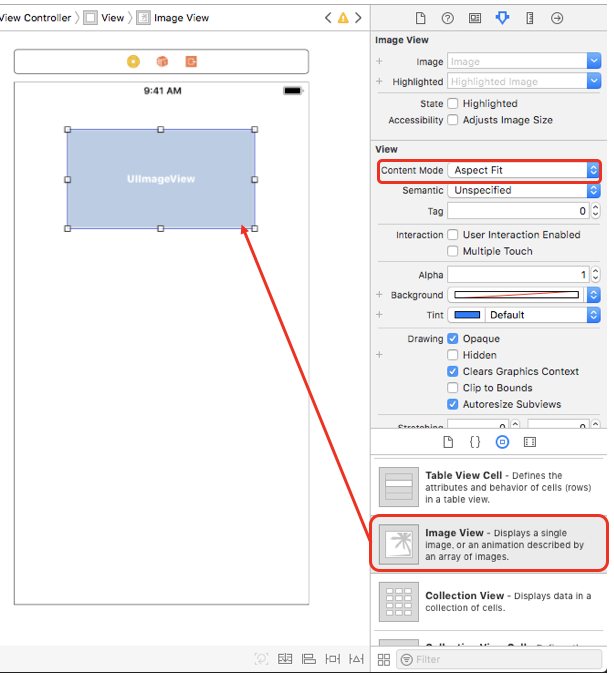 View Controller
View
Image View
9:41 AM
UIImageView
Image View
Image
Image
Highlighted
Highlighted Image
State
Highlighted
Accessibility
Adjusts Image Size
View
Content Mode
Aspect Fit
Semantic
Unspecified
Tag
0
Interaction
User Interaction Enabled
Multiple Touch
Alpha
1
Background
Tint
Default
Drawing
Opaque
Hidden
Clears Graphics Context
Clip to Bounds
Autoresize Subviews
Stretching
0
0
Table View Cell - Defines the
attributes and behavior of cells (rows)
in a table view.
Image View - Displays a single
image, or an animation described by
an array of images.
Collection View - Displays data in a
collection of cells.
Filter